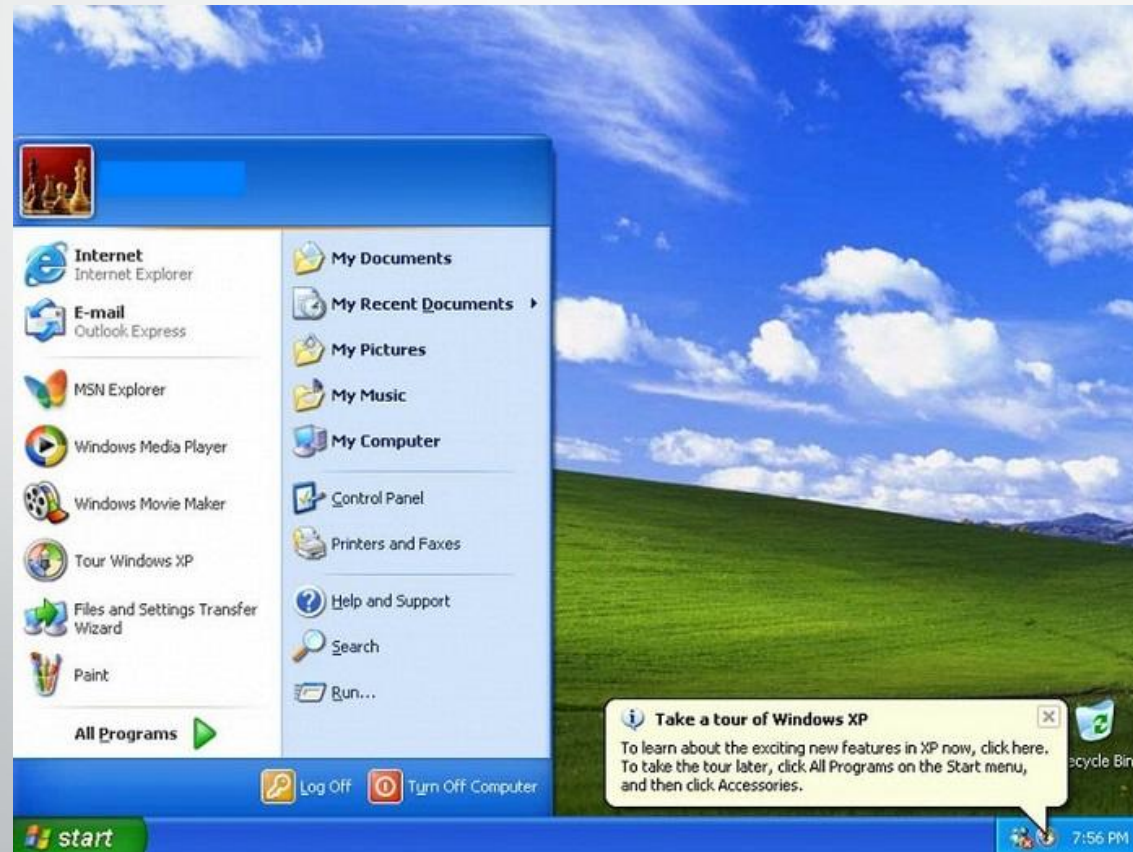 Internet
Internet Explorer
E-mail
Outlook Express
MSN Explorer
Windows Media Player
Windows Movie Maker
Tour Windows XP
Files and Settings Transfer
Wizard
Paint
All Programs
My Documents
My Recent Documents
My Pictures
My Music
My Computer
Control Panel
Printers and Faxes
Help and Support
Search
Run...
Log Off
Turn Off Computer
Take a tour of Windows XP
To learn about the exciting new features in XP now, click here.
To take the tour later, click All Programs on the Start menu,
and then click Accessories.
ecycle Bin
start
7:56 PM